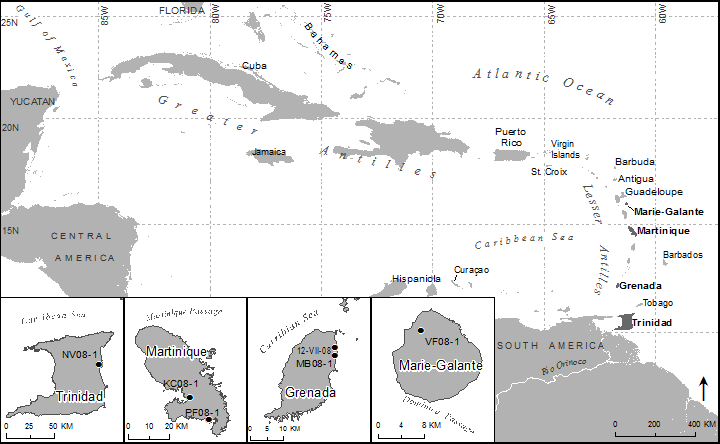 FLORIDA
25N
85W
80W
75W
70W
65W
60W
Gulf of Mexico
Bahamas
Cuba
Atlantic Ocean
YUCATAN
Greater
Antilles
20N
Jamaica
Puerto
Rico
Virgin
Islands
St. Croix
Barbuda
Antigua
Guadeloupe
Marie-Galante
Lesser
Antilles
Martinique
15N
CENTRAL
AMERICA
Caribbean Sea
Barbados
Hispaniola
Curaçao
Grenada
Tobago
Trinidad
SOUTH AMERICA
Rio Orinoco
0 200 400 KM
Caribbean Sea
NV08-1
Trinidad
0 25 50 KM
Martinique Passage
Martinique
KC08-1
PF08-1
0 10 20 KM
Carribian Sea
12-VII-08
MB08-1
Grenada
0 5 10 KM
VF08-1
Marie-Galante
Dominica Passage
0 4 8 KM